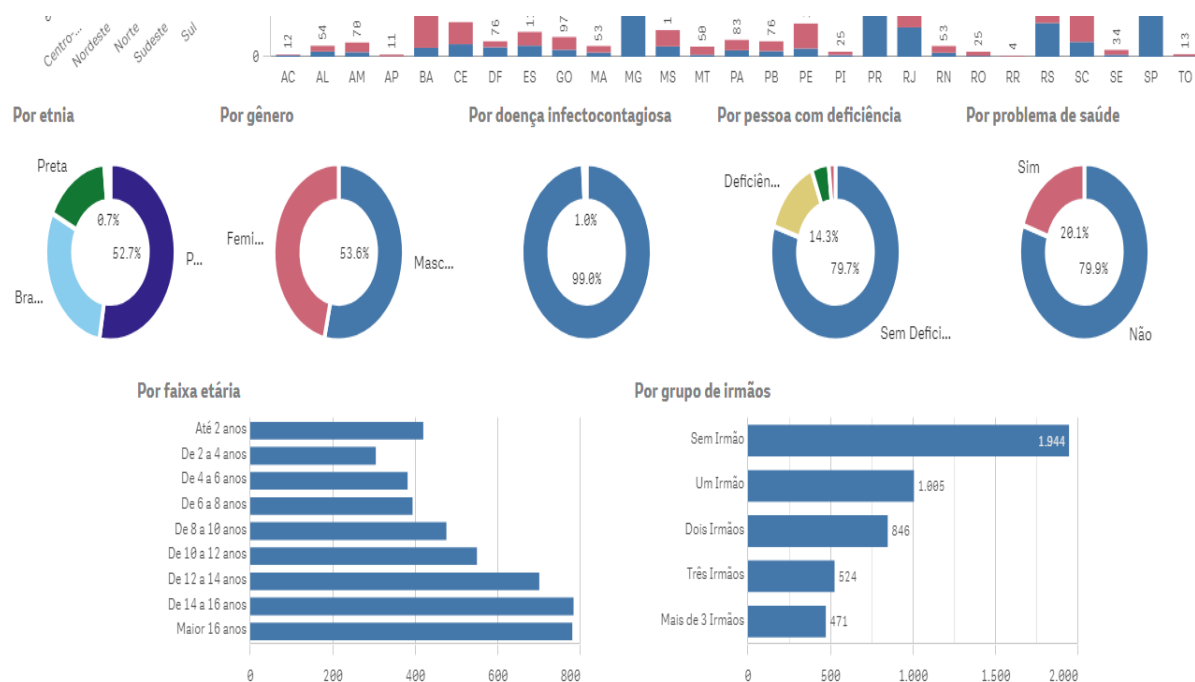 Centro-...
Nordeste
Norte
Sudeste
Sul
12 54 70 11 76 97 53 50 83 76 25 53 25 4 34 13
0
AC AL AM AP BA CE DF ES GO MA MG MS MT PA PB PE PI PR RJ RN RO RR RS SC SE SP TO
Por etnia
Preta
0.7%
52.7%
P...
Bra...
Por gênero
Femi...
53.6%
Masc...
Por doença infectocontagiosa
1.0%
99.0%
Por pessoa com deficiência
Deficiên...
14.3%
79.7%
Sem Defici...
Por problema de saúde
Sim
20.1%
79.9%
Não
Por faixa etária
Até 2 anos
De 2 a 4 anos
De 4 a 6 anos
De 6 a 8 anos
De 8 a 10 anos
De 10 a 12 anos
De 12 a 14 anos
De 14 a 16 anos
Maior 16 anos
0 200 400 600 800
Por grupo de irmãos
Sem Irmão 1.944
Um Irmão 1.005
Dois Irmãos 846
Três Irmãos 524
Mais de 3 Irmãos 471
0 500 1.000 1.500 2.000